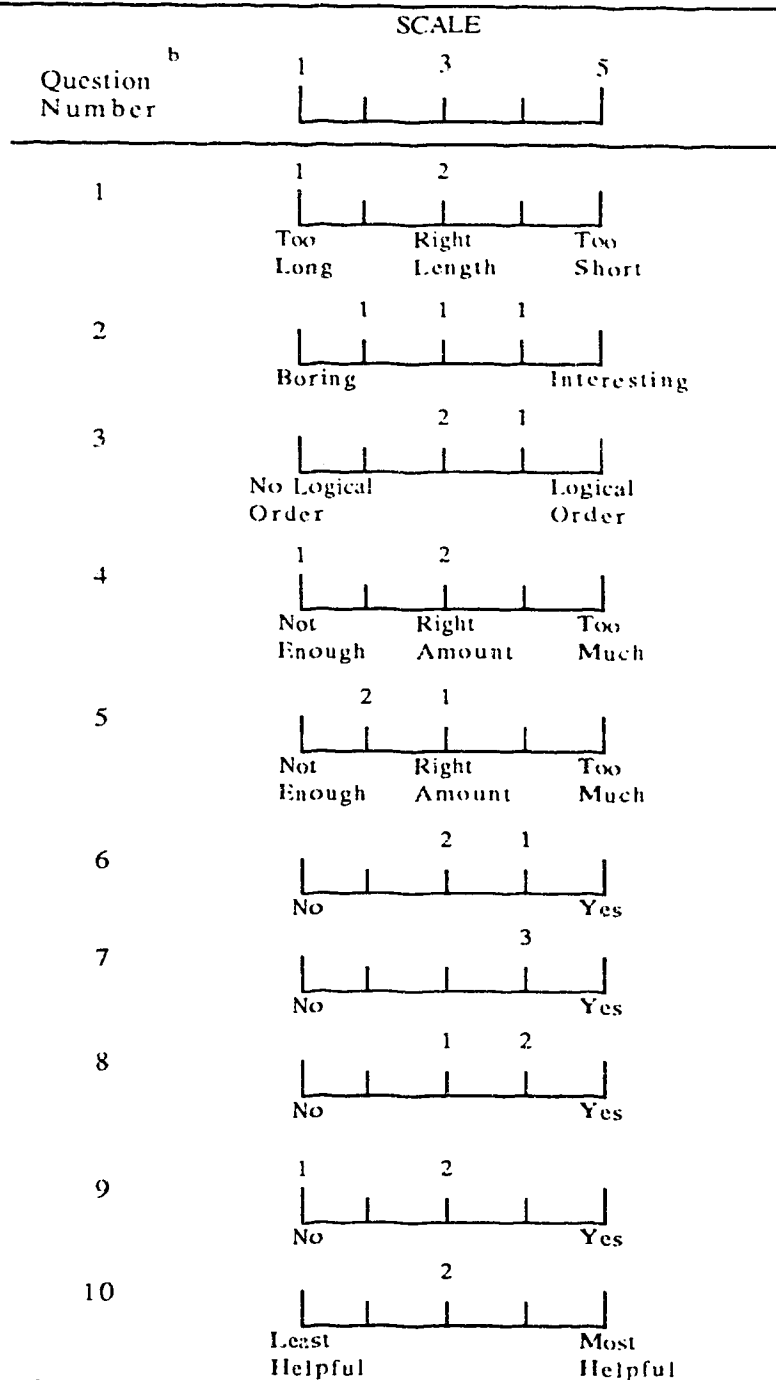 SCALE
b
Question 1 3 5
Number
1 1 2
Too Right Too
Long Length Short
2 1 1 1
Boring Interesting
3 2 1
No Logical Logical
Order Order
4 1 2
Not Right Too
Enough Amount Much
5 2 1
Not Right Too
Enough Amount Much
6 2 1
No Yes
7 3
No Yes
8 1 2
No Yes
9 1 2
No Yes
10 2
Least Most
Helpful Helpful